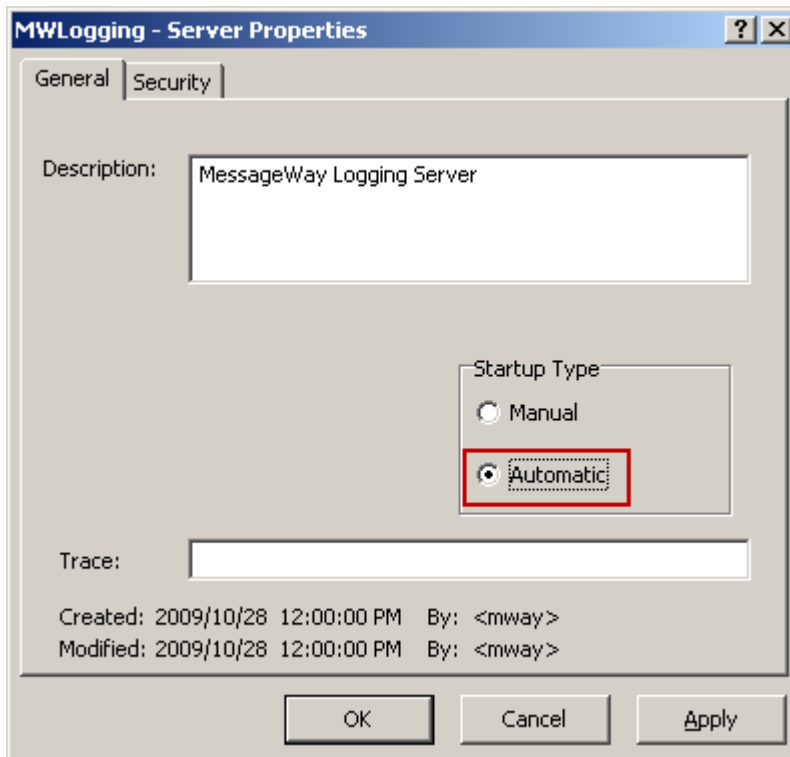 MWLogging - Server Properties
General Security
Description: MessageWay Logging Server
Startup Type
Manual
Automatic
Trace:
Created: 2009/10/28 12:00:00 PM By: <mway>
Modified: 2009/10/28 12:00:00 PM By: <mway>
OK Cancel Apply